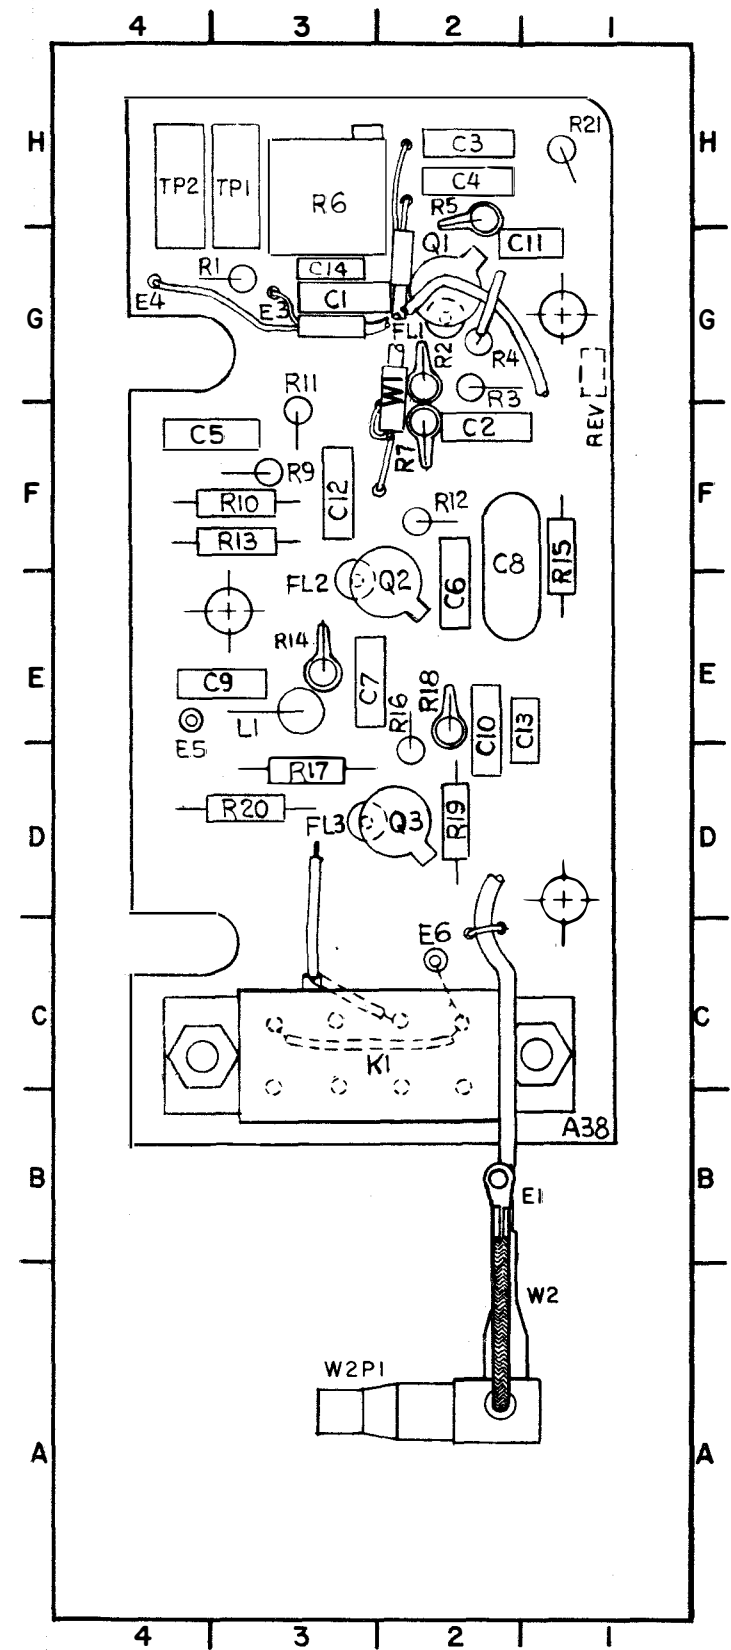 4 3 2 1
H H
R21
C3
TP2 TP1 R6 C4
R5
Q1 C11
R1 C14
E4 E3 C1
G G
FL1 R2 R4
R11 W1 R3
REV
C5 R7 C2
R9
F F
R10 C12 R12
R13 C8 R15
FL2 Q2 C6
R14
E E
C9 C7 R18
L1 R16 C10 C13
E5
R17
R20 R19
FL3 Q3
D D
E6
C C
K1
A38
B B
E1
W2
W2P1
A A
4 3 2 1